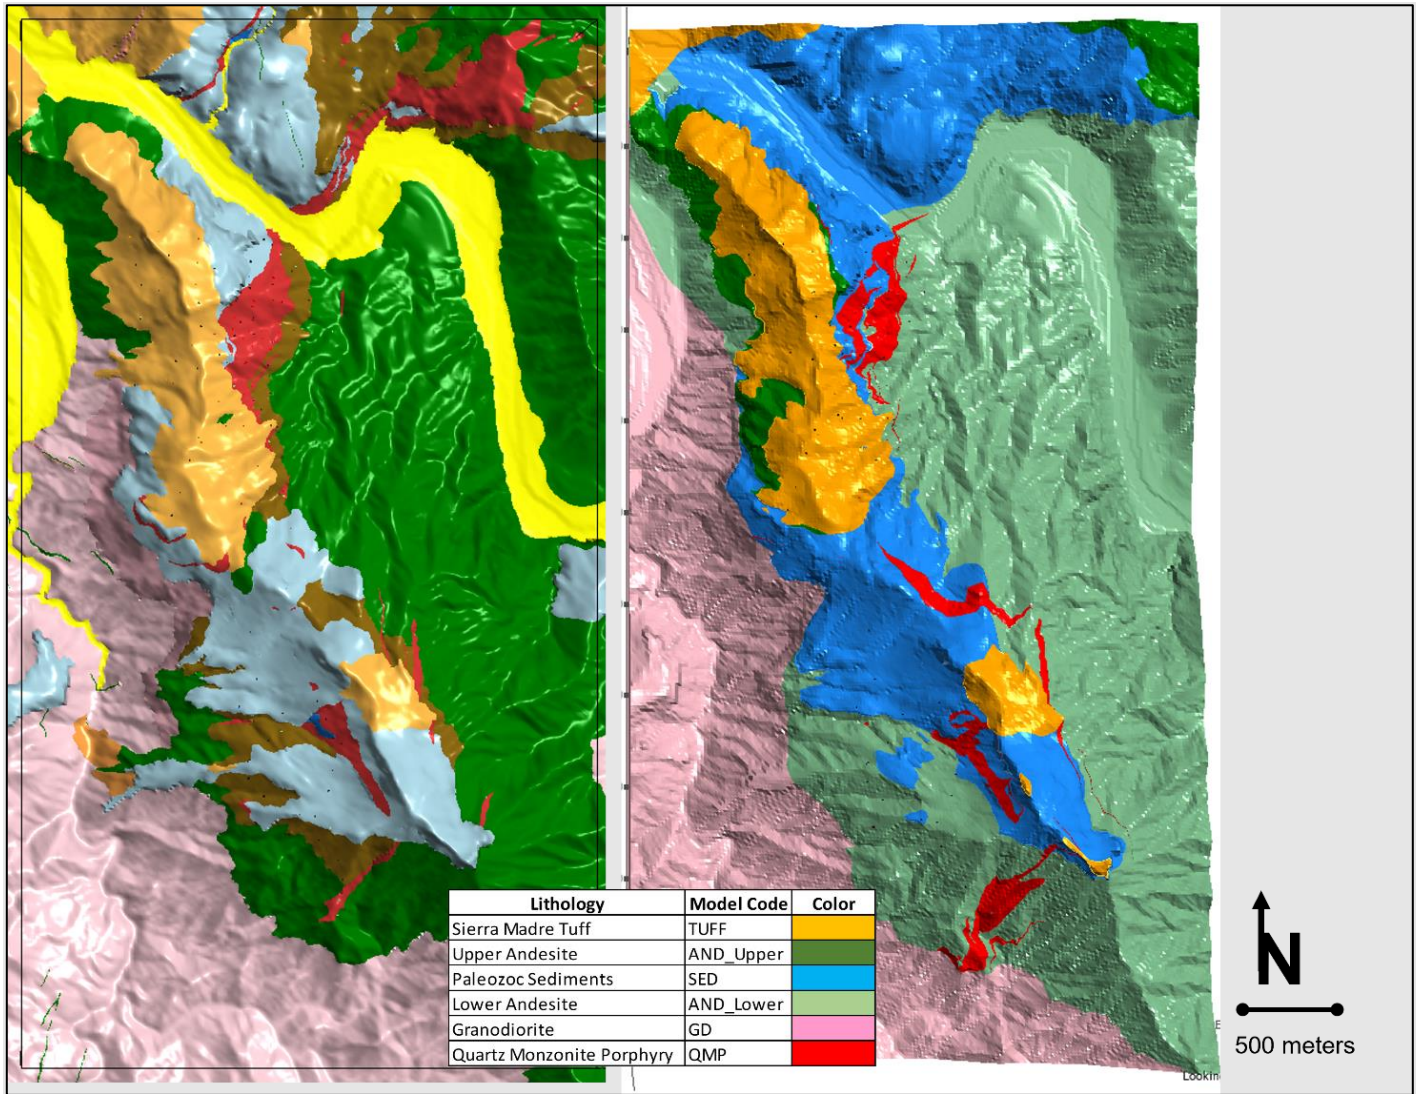 Lithology Model Code Color
Sierra Madre Tuff TUFF
Upper Andesite AND_Upper
Paleozoc Sediments SED
Lower Andesite AND_Lower
Granodiorite GD
Quartz Monzonite Porphyry QMP
N
500 meters
E
Lookin